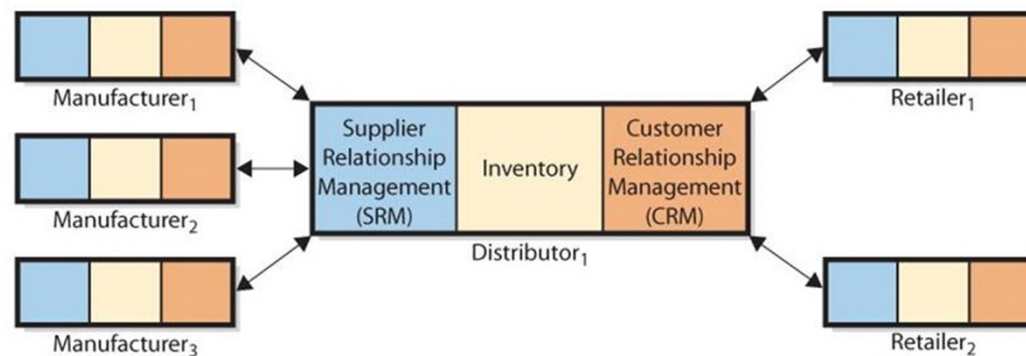 Manufacturer₁
Manufacturer₂
Manufacturer₃
Supplier
Relationship
Management
(SRM)
Inventory
Customer
Relationship
Management
(CRM)
Distributor₁
Retailer₁
Retailer₂